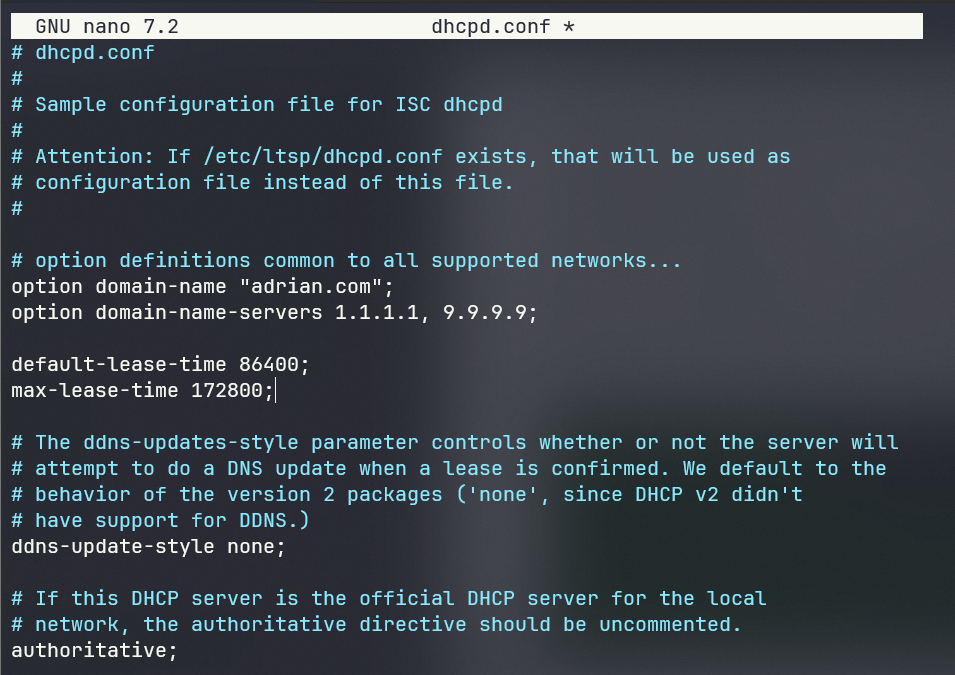 GNU nano 7.2 dhcpd.conf *
# dhcpd.conf
#
# Sample configuration file for ISC dhcpd
#
# Attention: If /etc/ltsp/dhcpd.conf exists, that will be used as
# configuration file instead of this file.
#
# option definitions common to all supported networks...
option domain-name "adrian.com";
option domain-name-servers 1.1.1.1, 9.9.9.9;
default-lease-time 86400;
max-lease-time 172800;
# The ddns-updates-style parameter controls whether or not the server will
# attempt to do a DNS update when a lease is confirmed. We default to the
# behavior of the version 2 packages ('none', since DHCP v2 didn't
# have support for DDNS.)
ddns-update-style none;
# If this DHCP server is the official DHCP server for the local
# network, the authoritative directive should be uncommented.
authoritative;